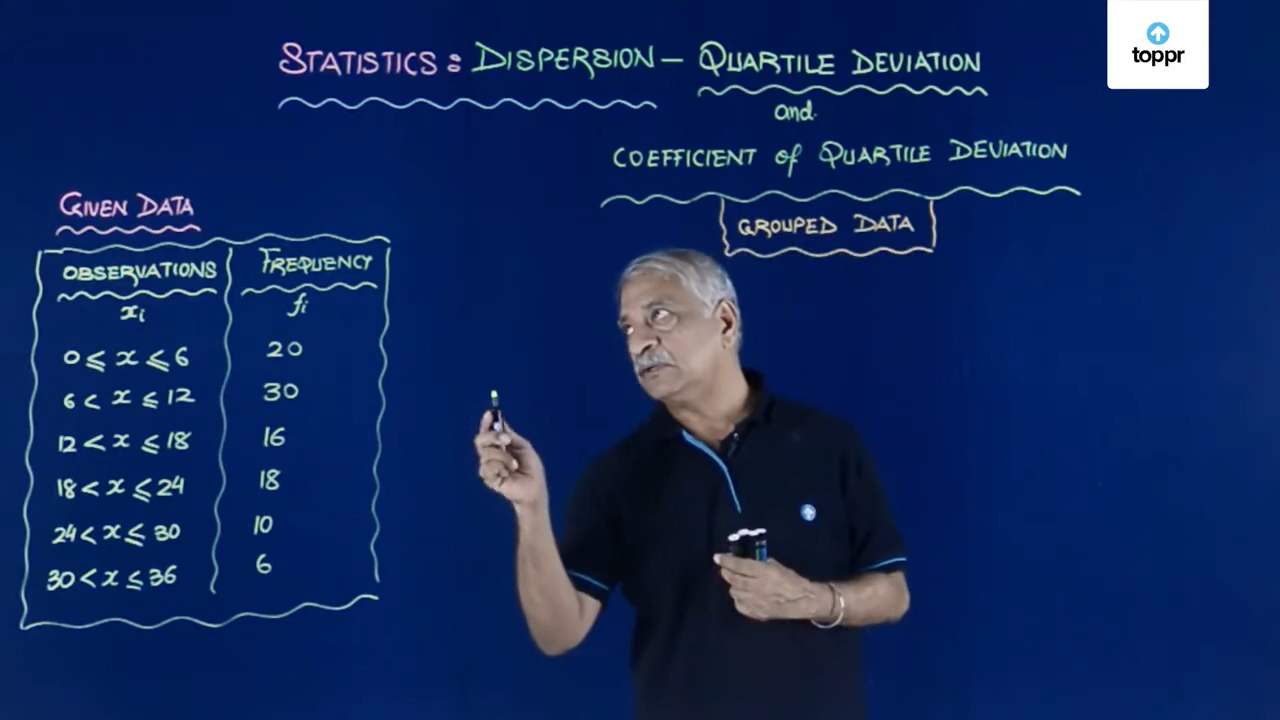 STATISTICS: DISPERSION – QUARTILE DEVIATION
and
COEFFICIENT of QUARTILE DEVIATION
GROUPED DATA
toppr
GIVEN DATA
OBSERVATIONS FREQUENCY
xi fi
0 ⩽ x ⩽ 6 20
6 < x ⩽ 12 30
12 < x ⩽ 18 16
18 < x ⩽ 24 18
24 < x ⩽ 30 10
30 < x ⩽ 36 6